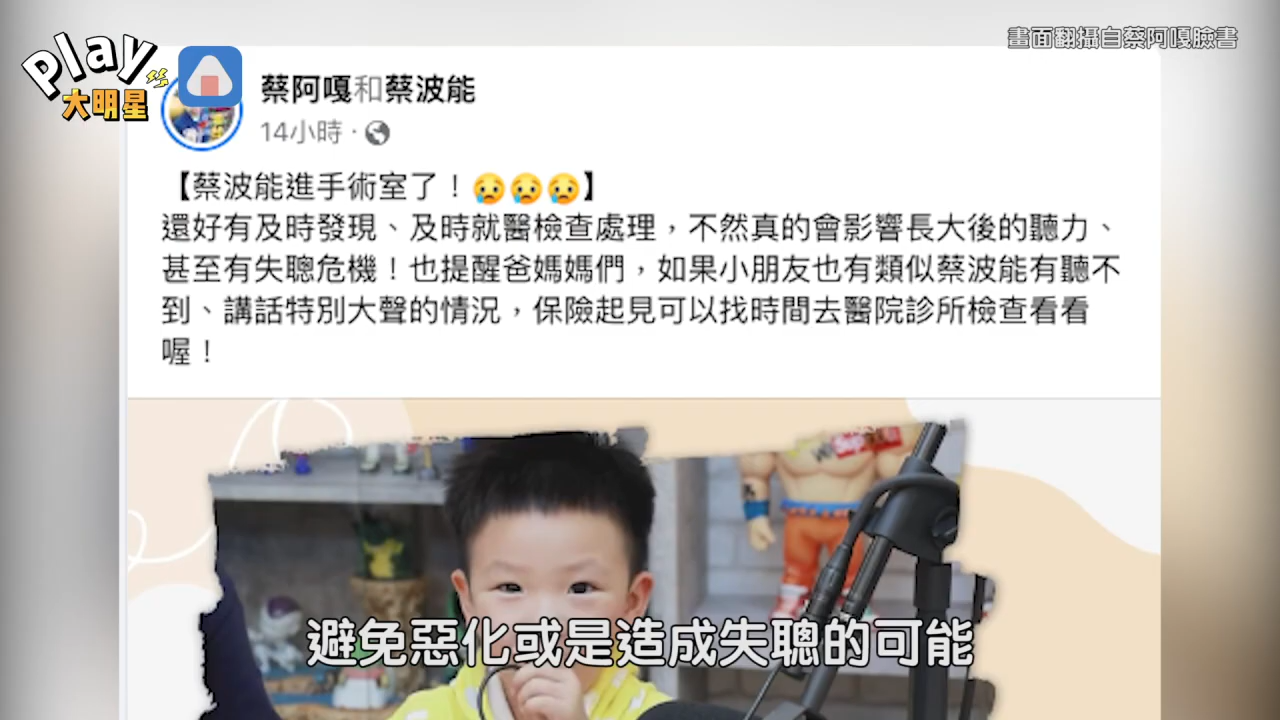 Play
大明星
畫面翻攝自蔡阿嘎臉書
蔡阿嘎和蔡波能
14小時 ·
【蔡波能進手術室了！😥😥😥】
還好有及時發現、及時就醫檢查處理，不然真的會影響長大後的聽力、
甚至有失聰危機！也提醒爸媽媽們，如果小朋友也有類似蔡波能有聽不
到、講話特別大聲的情況，保險起見可以找時間去醫院診所檢查看看
喔！
避免惡化或是造成失聰的可能